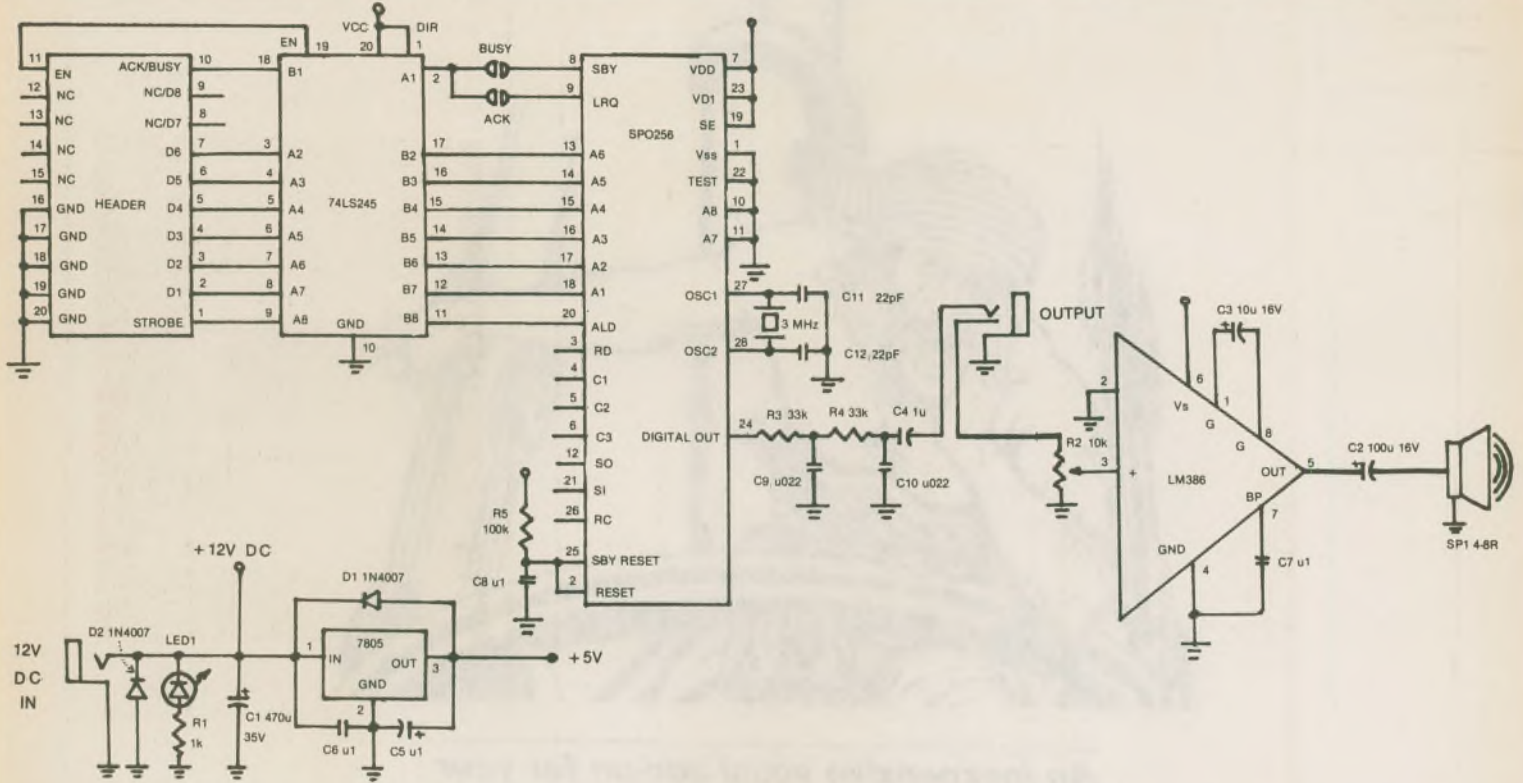 VCC
DIR
EN
19
20
1
BUSY
ACK
HEADER
11
EN
12
NC
13
NC
14
NC
15
NC
16
GND
17
GND
18
GND
19
GND
20
GND
ACK/BUSY
10
NC/D8
9
NC/D7
8
D6
7
D5
6
D4
5
D3
4
D2
3
D1
2
STROBE
1
74LS245
18
B1
3
A2
4
A3
5
A4
6
A5
7
A6
8
A7
9
A8
A1
2
B2
17
B3
16
B4
15
B5
14
B6
13
B7
12
B8
11
GND
10
SPO256
8
SBY
9
LRQ
13
A6
14
A5
15
A4
16
A3
17
A2
18
A1
20
ALD
3
RD
4
C1
5
C2
6
C3
12
SO
21
SI
26
RC
25
SBY RESET
2
RESET
VDD
7
VD1
23
SE
19
Vss
1
TEST
22
A8
10
A7
11
OSC1
27
OSC2
28
DIGITAL OUT
24
C11 22pF
3 MHz
C12, 22pF
R3 33k
R4 33k
C4 1u
C9 u022
C10 u022
OUTPUT
R2 10k
R5
100k
C8 u1
C3 10u 16V
2
6
Vs
1
G
G
8
3
+
LM386
OUT
5
BP
7
GND
4
C7 u1
C2 100u 16V
SP1 4-8R
+12V DC
12V
DC
IN
D2 1N4007
LED1
R1
1k
C1 470u
35V
D1 1N4007
7805
1
IN
OUT
3
GND
2
C6 u1
C5 u1
+5V